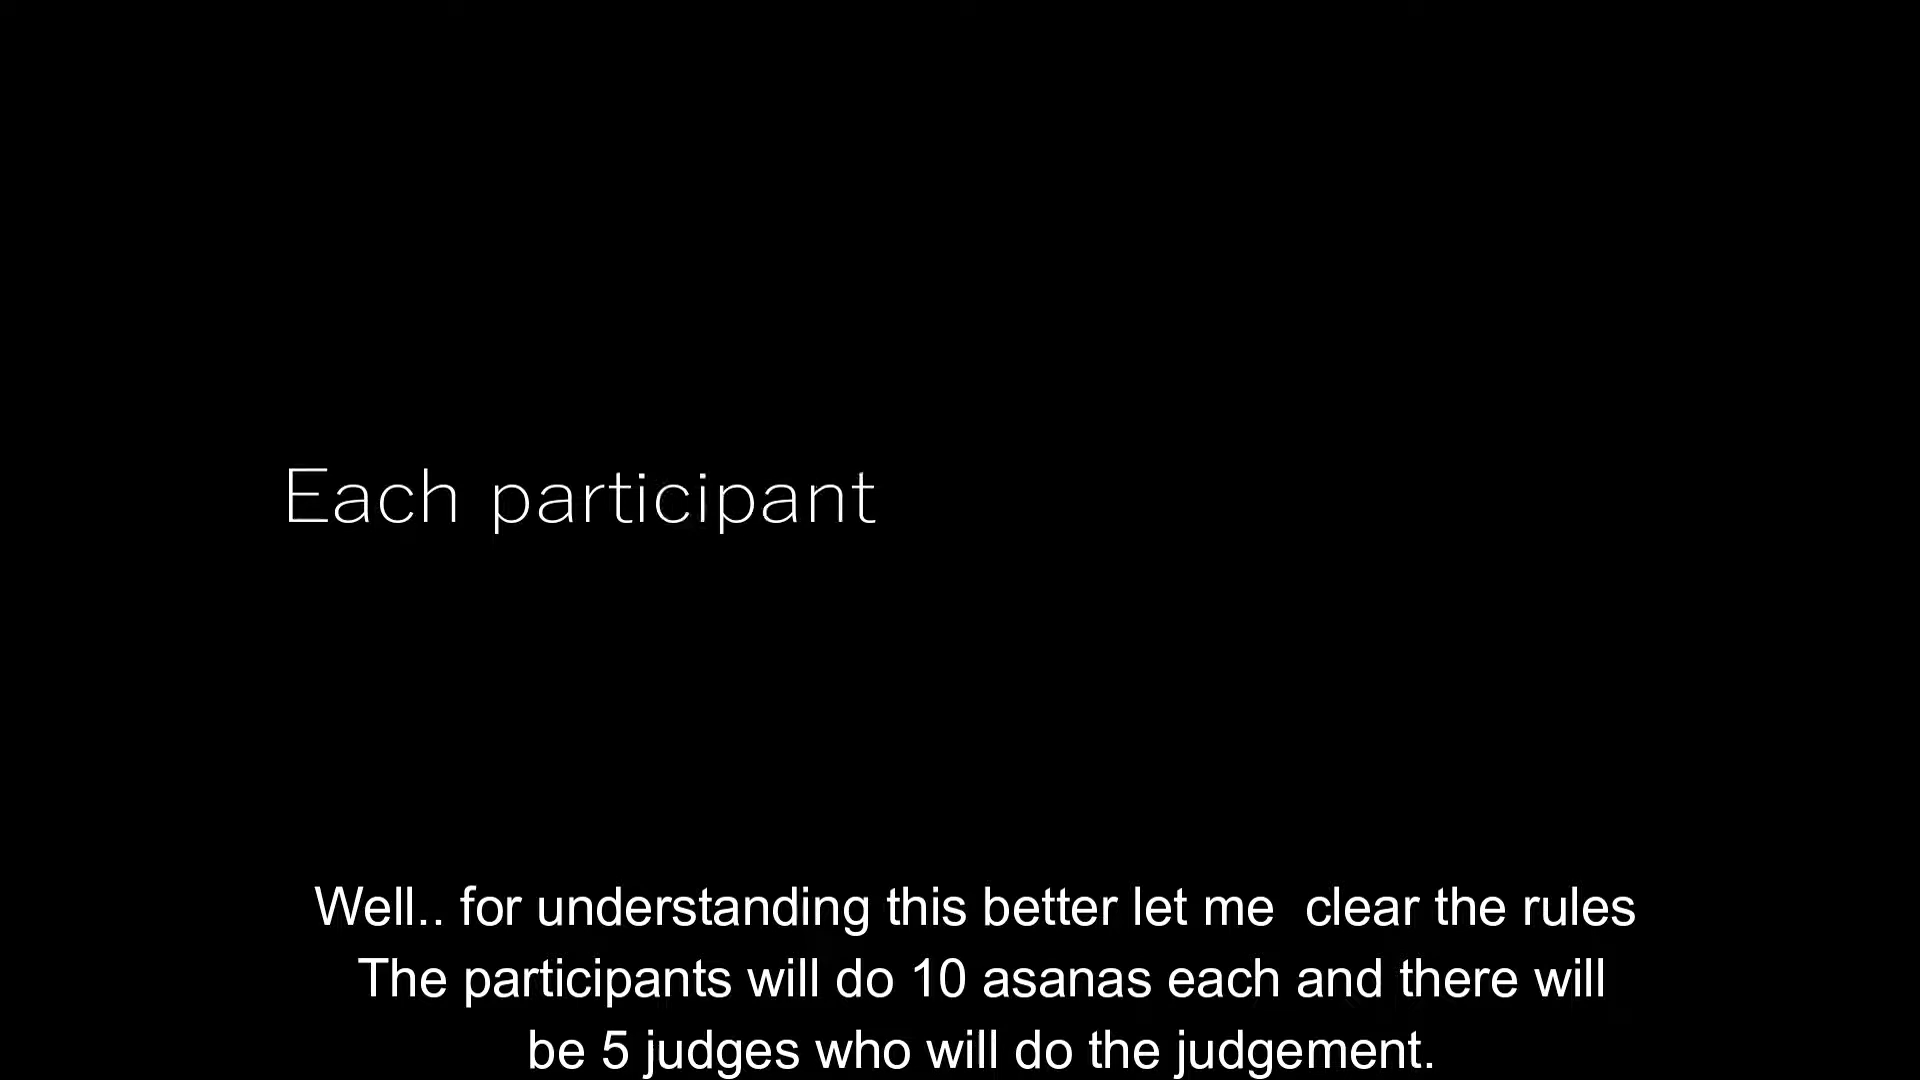 Each participant
Well.. for understanding this better let me  clear the rules
The participants will do 10 asanas each and there will
be 5 judges who will do the judgement.